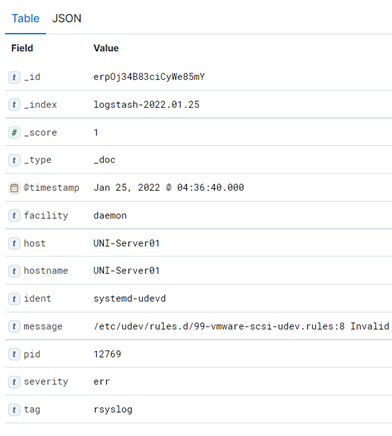 Table JSON
Field Value
t _id erpOj34B83ciCyWe85mY
t _index logstash-2022.01.25
# _score 1
t _type _doc
@timestamp Jan 25, 2022 @ 04:36:40.000
t facility daemon
t host UNI-Server01
t hostname UNI-Server01
t ident systemd-udevd
t message /etc/udev/rules.d/99-vmware-scsi-udev.rules:8 Invalid
t pid 12769
t severity err
t tag rsyslog